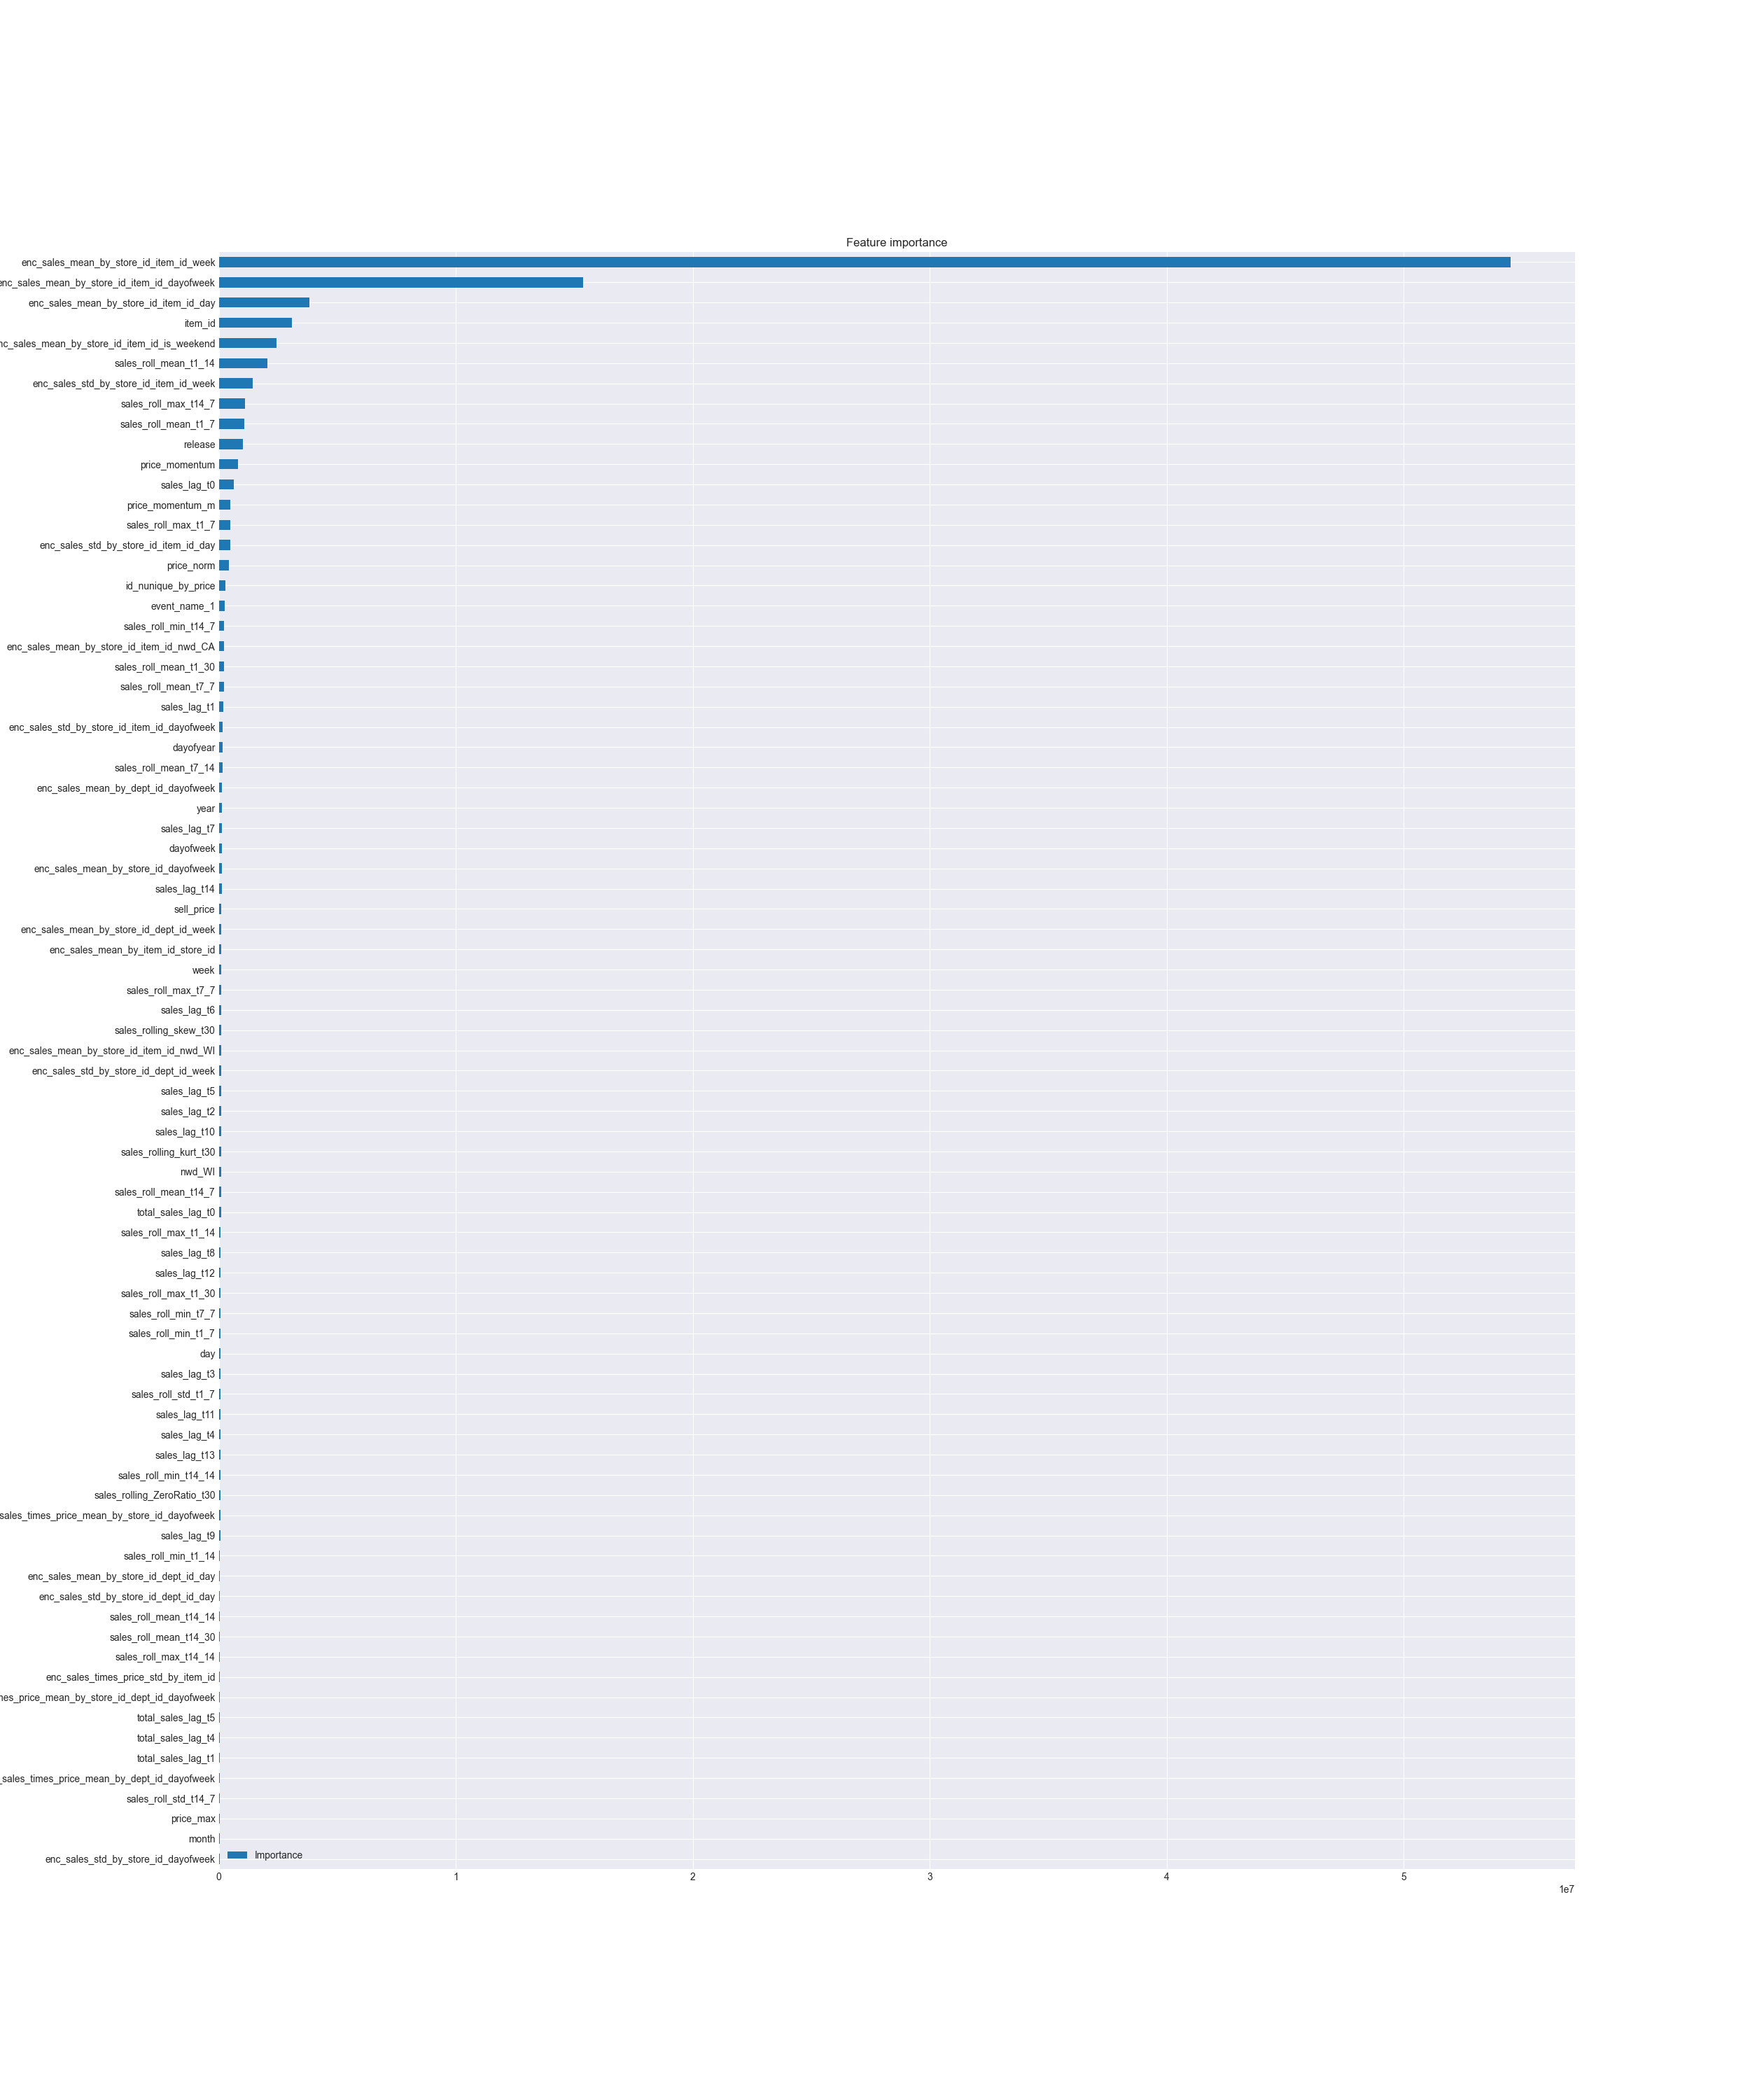 Feature importance
enc_sales_mean_by_store_id_item_id_week
enc_sales_mean_by_store_id_item_id_dayofweek
enc_sales_mean_by_store_id_item_id_day
item_id
nc_sales_mean_by_store_id_item_id_is_weekend
sales_roll_mean_t1_14
enc_sales_std_by_store_id_item_id_week
sales_roll_max_t14_7
sales_roll_mean_t1_7
release
price_momentum
sales_lag_t0
price_momentum_m
sales_roll_max_t1_7
enc_sales_std_by_store_id_item_id_day
price_norm
id_nunique_by_price
event_name_1
sales_roll_min_t14_7
enc_sales_mean_by_store_id_item_id_nwd_CA
sales_roll_mean_t1_30
sales_roll_mean_t7_7
sales_lag_t1
enc_sales_std_by_store_id_item_id_dayofweek
dayofyear
sales_roll_mean_t7_14
enc_sales_mean_by_dept_id_dayofweek
year
sales_lag_t7
dayofweek
enc_sales_mean_by_store_id_dayofweek
sales_lag_t14
sell_price
enc_sales_mean_by_store_id_dept_id_week
enc_sales_mean_by_item_id_store_id
week
sales_roll_max_t7_7
sales_lag_t6
sales_rolling_skew_t30
enc_sales_mean_by_store_id_item_id_nwd_WI
enc_sales_std_by_store_id_dept_id_week
sales_lag_t5
sales_lag_t2
sales_lag_t10
sales_rolling_kurt_t30
nwd_WI
sales_roll_mean_t14_7
total_sales_lag_t0
sales_roll_max_t1_14
sales_lag_t8
sales_lag_t12
sales_roll_max_t1_30
sales_roll_min_t7_7
sales_roll_min_t1_7
day
sales_lag_t3
sales_roll_std_t1_7
sales_lag_t11
sales_lag_t4
sales_lag_t13
sales_roll_min_t14_14
sales_rolling_ZeroRatio_t30
sales_times_price_mean_by_store_id_dayofweek
sales_lag_t9
sales_roll_min_t1_14
enc_sales_mean_by_store_id_dept_id_day
enc_sales_std_by_store_id_dept_id_day
sales_roll_mean_t14_14
sales_roll_mean_t14_30
sales_roll_max_t14_14
enc_sales_times_price_std_by_item_id
nes_price_mean_by_store_id_dept_id_dayofweek
total_sales_lag_t5
total_sales_lag_t4
total_sales_lag_t1
_sales_times_price_mean_by_dept_id_dayofweek
sales_roll_std_t14_7
price_max
month
Importance
enc_sales_std_by_store_id_dayofweek
0 1 2 3 4 5
1e7